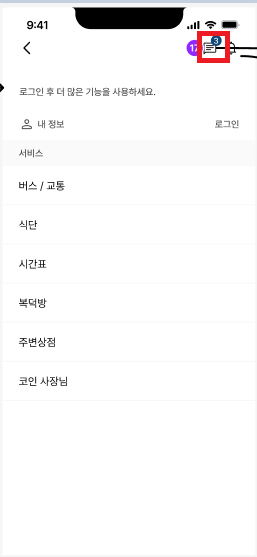 9:41
17
3
로그인 후 더 많은 기능을 사용하세요.
내 정보
로그인
서비스
버스 / 교통
식단
시간표
복덕방
주변상점
코인 사장님